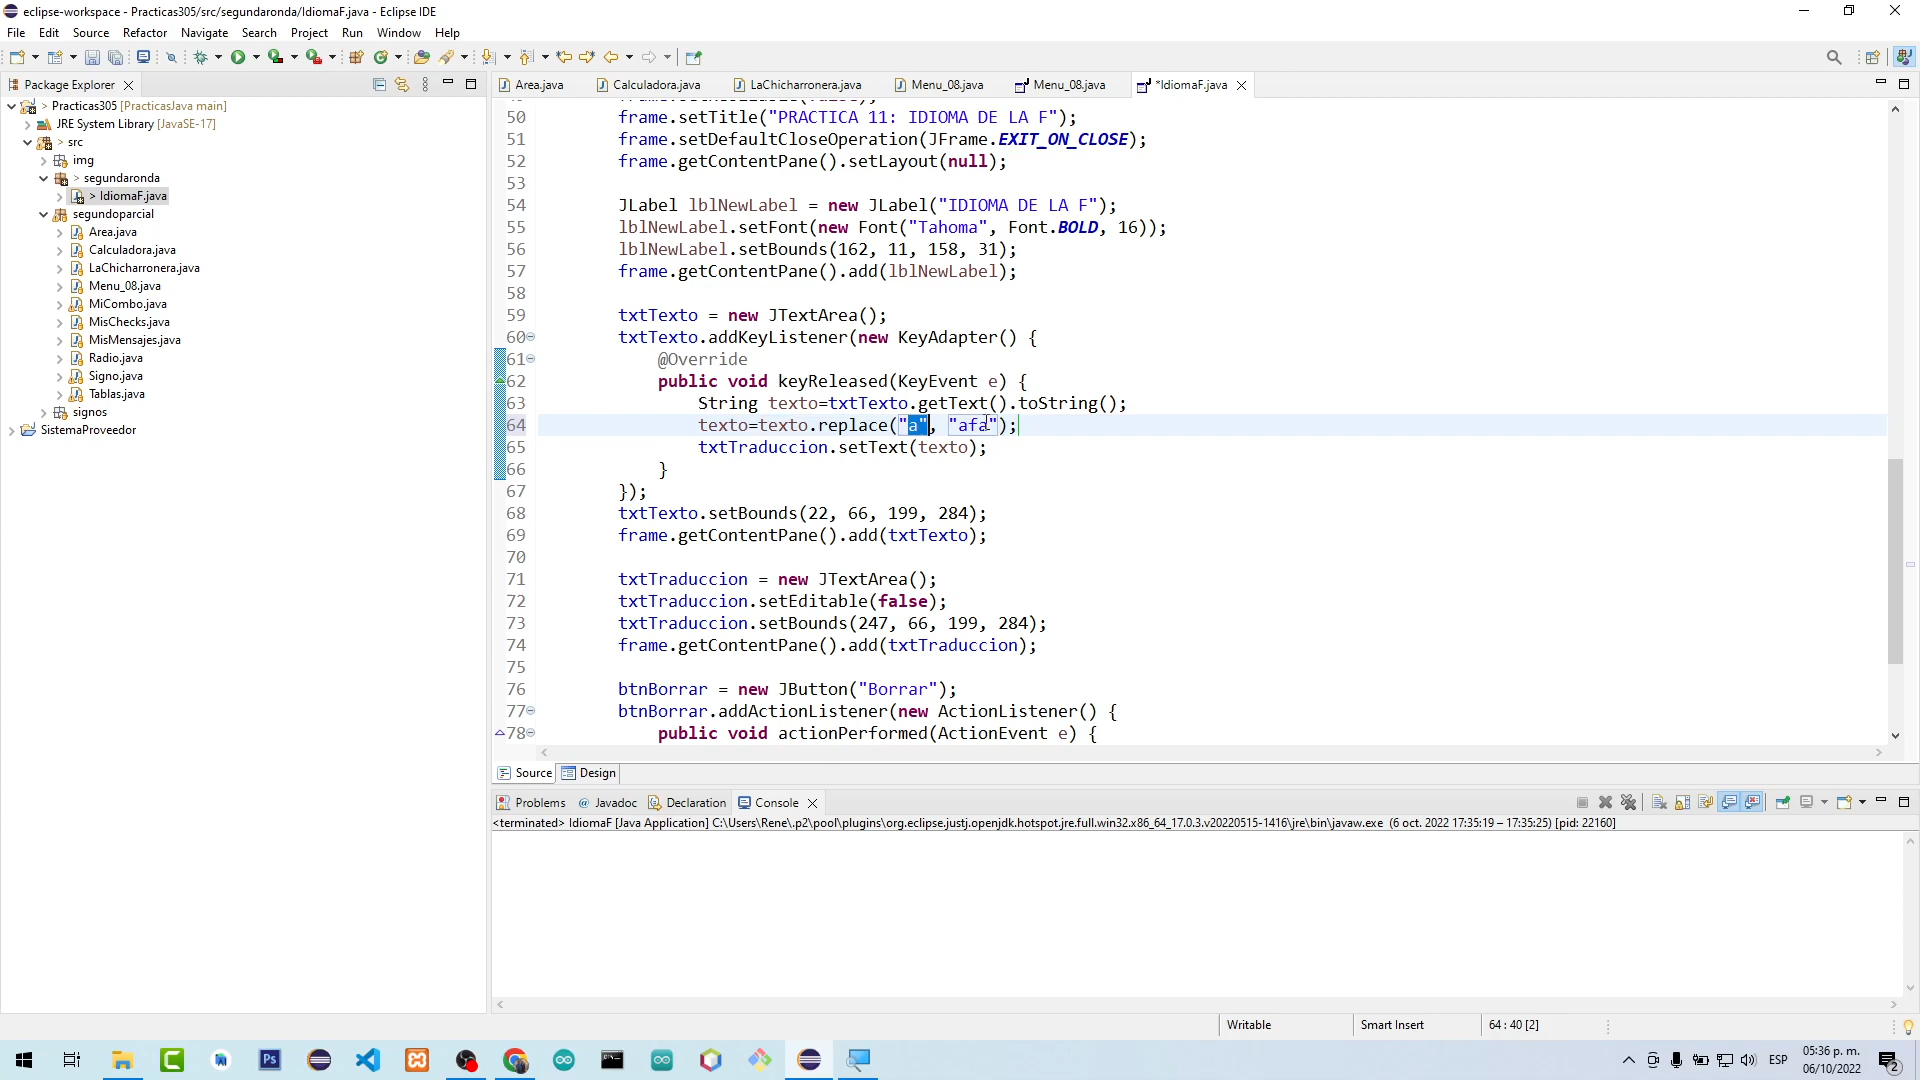 eclipse-workspace - Practicas305/src/segundaronda/IdiomaF.java - Eclipse IDE
File Edit Source Refactor Navigate Search Project Run Window Help
Package Explorer
Area.java Calculadora.java LaChicharronera.java Menu_08.java Menu_08.java *IdiomaF.java
> Practicas305 [PracticasJava main]
JRE System Library [JavaSE-17]
> src
img
> segundaronda
> IdiomaF.java
segundoparcial
Area.java
Calculadora.java
LaChicharronera.java
Menu_08.java
MiCombo.java
MisChecks.java
MisMensajes.java
Radio.java
Signo.java
Tablas.java
signos
SistemaProveedor
50 frame.setTitle("PRACTICA 11: IDIOMA DE LA F");
51 frame.setDefaultCloseOperation(JFrame.EXIT_ON_CLOSE);
52 frame.getContentPane().setLayout(null);
53
54 JLabel lblNewLabel = new JLabel("IDIOMA DE LA F");
55 lblNewLabel.setFont(new Font("Tahoma", Font.BOLD, 16));
56 lblNewLabel.setBounds(162, 11, 158, 31);
57 frame.getContentPane().add(lblNewLabel);
58
59 txtTexto = new JTextArea();
60 txtTexto.addKeyListener(new KeyAdapter() {
61 @Override
62 public void keyReleased(KeyEvent e) {
63 String texto=txtTexto.getText().toString();
64 texto=texto.replace("a", "afa");
65 txtTraduccion.setText(texto);
66 }
67 });
68 txtTexto.setBounds(22, 66, 199, 284);
69 frame.getContentPane().add(txtTexto);
70
71 txtTraduccion = new JTextArea();
72 txtTraduccion.setEditable(false);
73 txtTraduccion.setBounds(247, 66, 199, 284);
74 frame.getContentPane().add(txtTraduccion);
75
76 btnBorrar = new JButton("Borrar");
77 btnBorrar.addActionListener(new ActionListener() {
78 public void actionPerformed(ActionEvent e) {
Source Design
Problems Javadoc Declaration Console
<terminated> IdiomaF [Java Application] C:\Users\Rene\.p2\pool\plugins\org.eclipse.justj.openjdk.hotspot.jre.full.win32.x86_64_17.0.3.v20220515-1416\jre\bin\javaw.exe (6 oct. 2022 17:35:19 – 17:35:25) [pid: 22160]
Writable Smart Insert 64 : 40 [2]
ESP 05:36 p. m.
06/10/2022 2